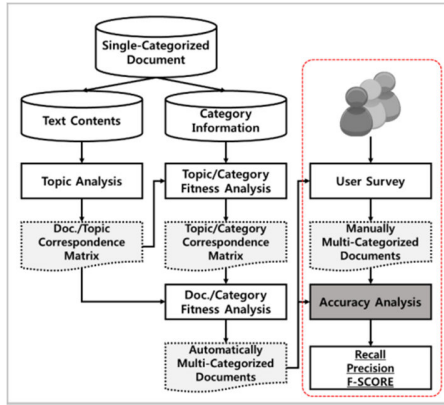 Single-Categorized
Document
Text Contents
Category
Information
Topic Analysis
Topic/Category
Fitness Analysis
User Survey
Doc./Topic
Correspondence
Matrix
Topic/Category
Correspondence
Matrix
Manually
Multi-Categorized
Documents
Doc./Category
Fitness Analysis
Accuracy Analysis
Automatically
Multi-Categorized
Documents
Recall
Precision
F-SCORE